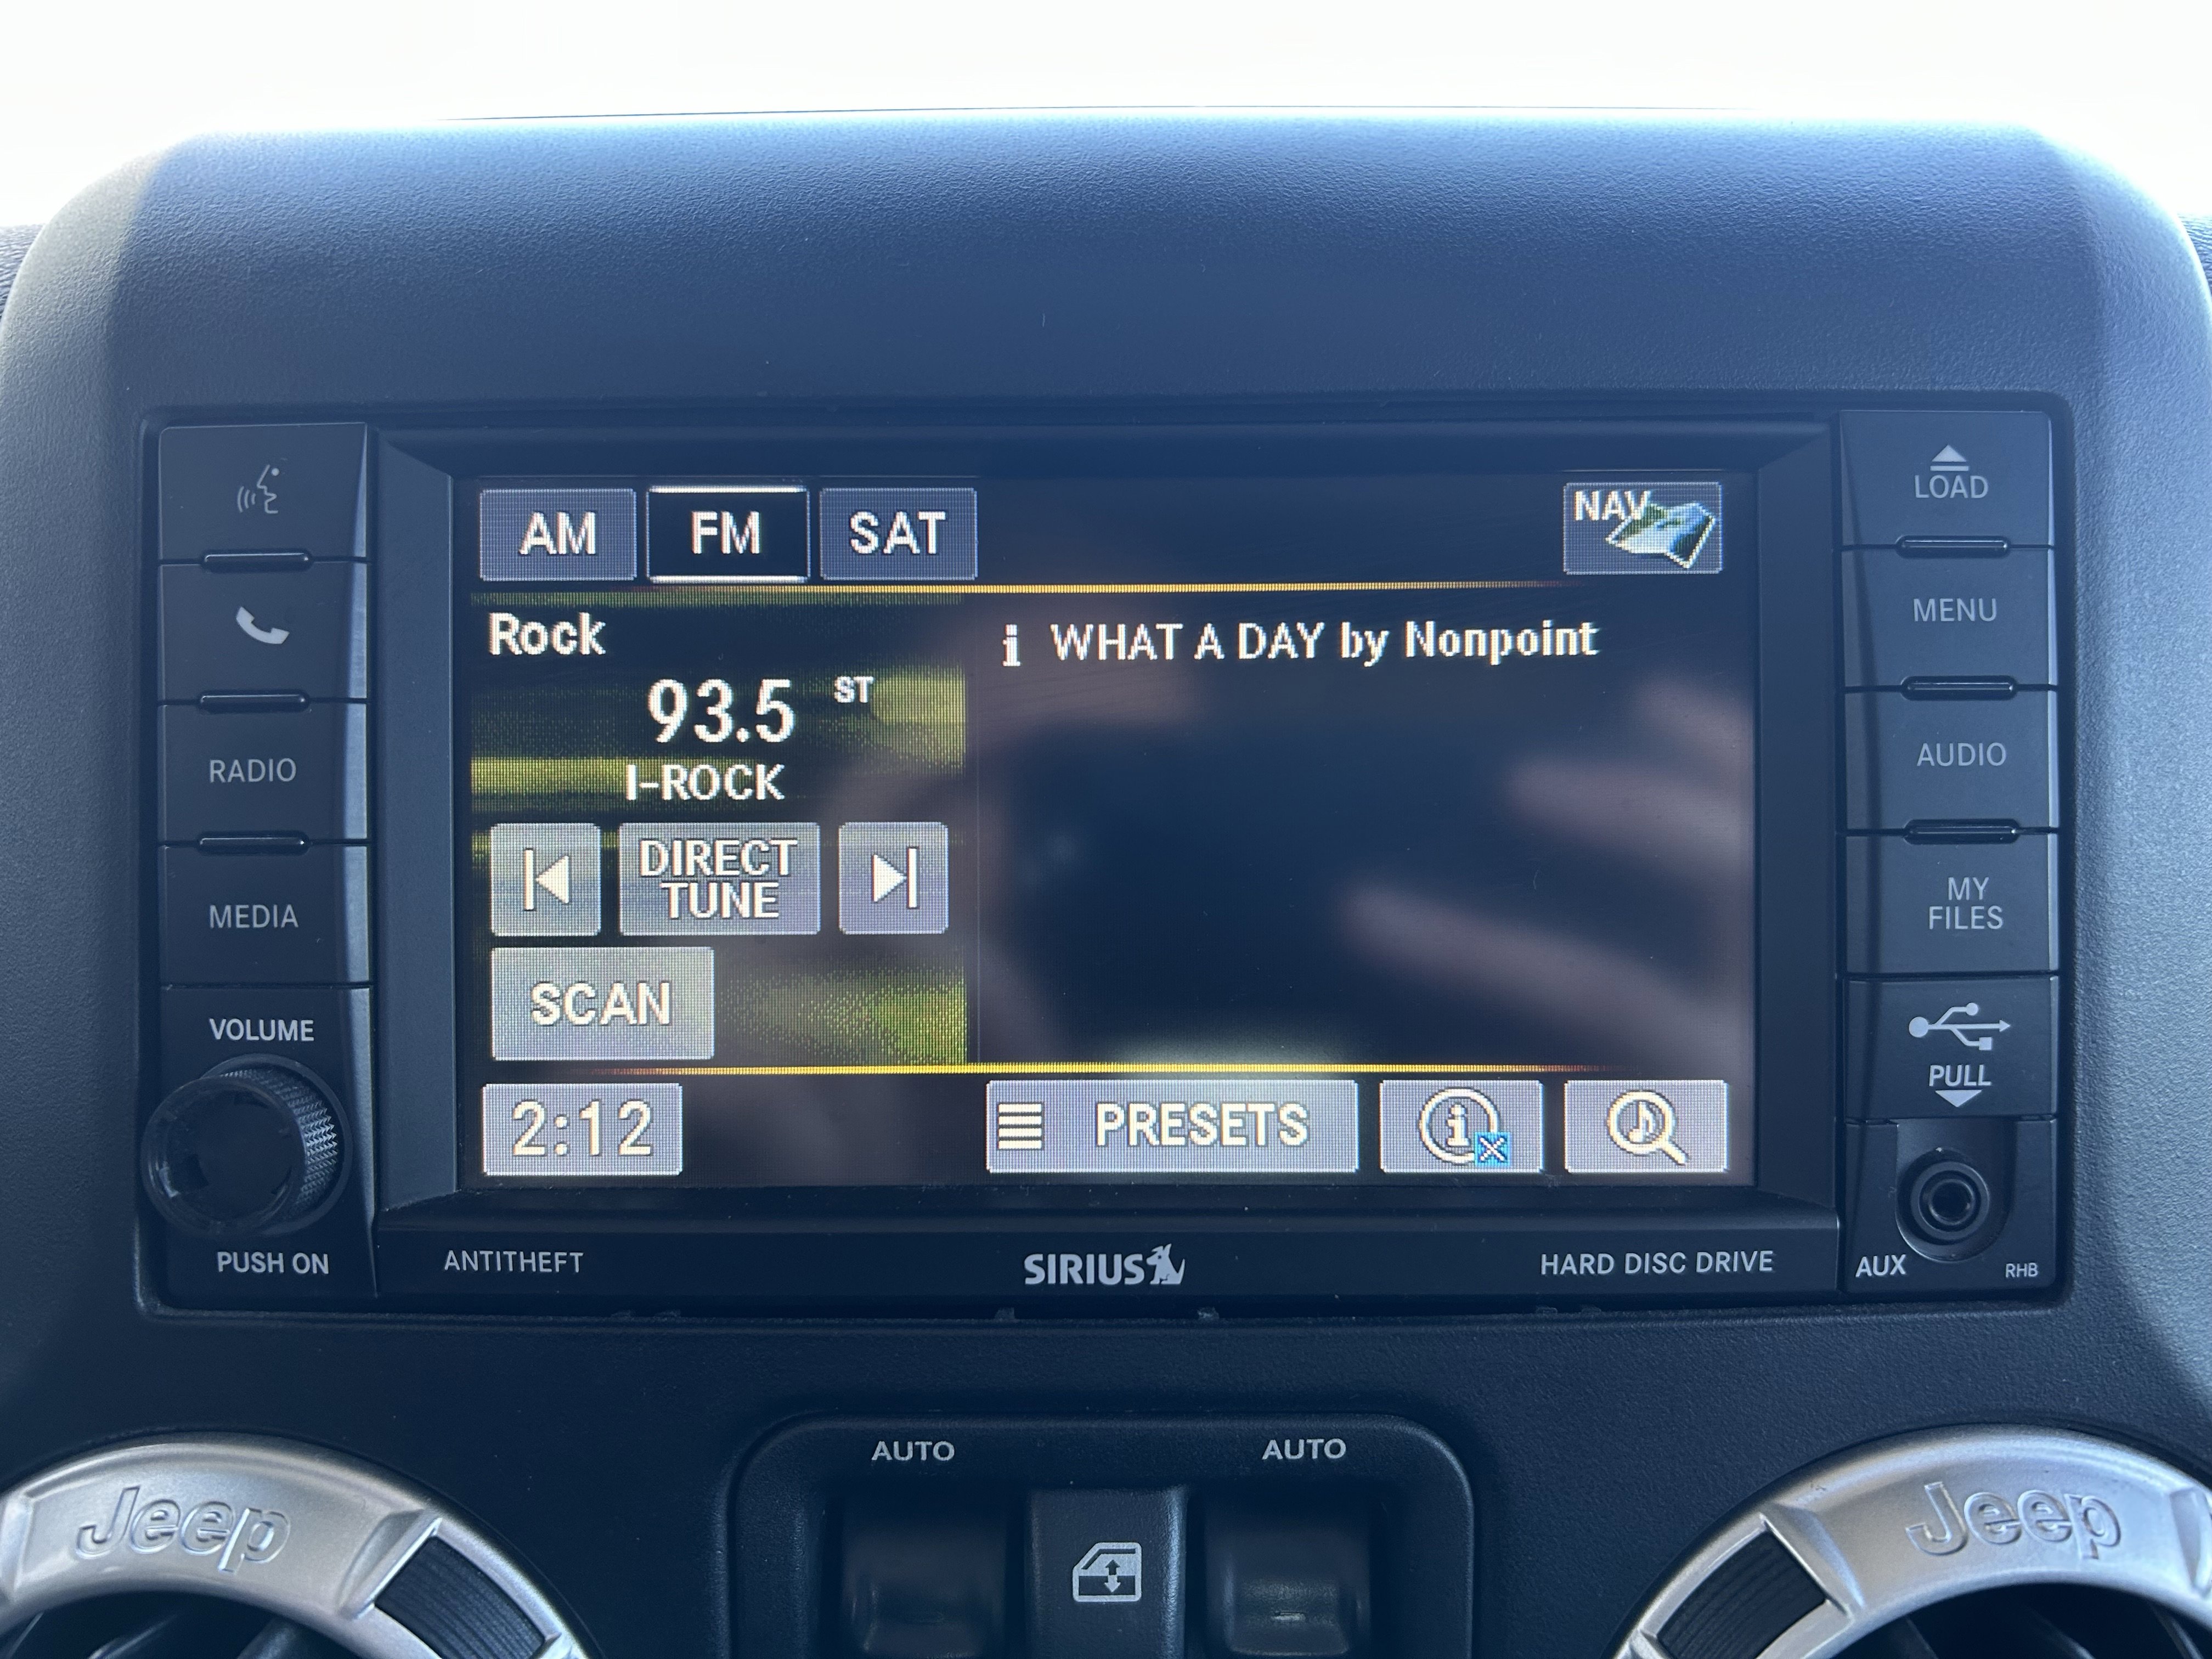 LOAD
AM FM SAT NAV
MENU
Rock
i WHAT A DAY by Nonpoint
93.5 ST
RADIO
AUDIO
I-ROCK
DIRECT
TUNE
MEDIA
MY
FILES
SCAN
VOLUME
PULL
2:12 PRESETS i
PUSH ON
ANTITHEFT
SIRIUS
HARD DISC DRIVE
AUX
RHB
AUTO AUTO
Jeep Jeep